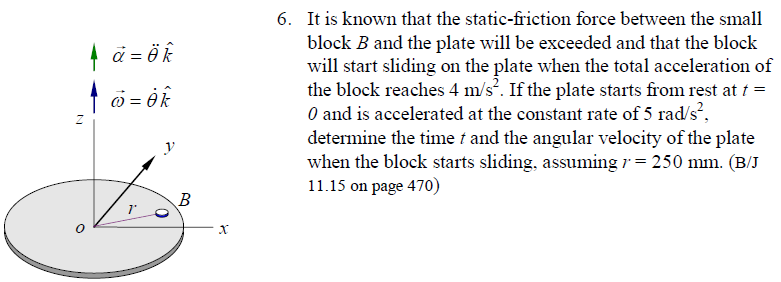 6. It is known that the static-friction force between the small
block B and the plate will be exceeded and that the block
will start sliding on the plate when the total acceleration of
the block reaches 4 m/s². If the plate starts from rest at t =
0 and is accelerated at the constant rate of 5 rad/s²,
determine the time t and the angular velocity of the plate
when the block starts sliding, assuming r = 250 mm. (B/J
11.15 on page 470)
α⃗ = θ̈ k̂
ω⃗ = θ̇ k̂
z
y
r
B
o
x